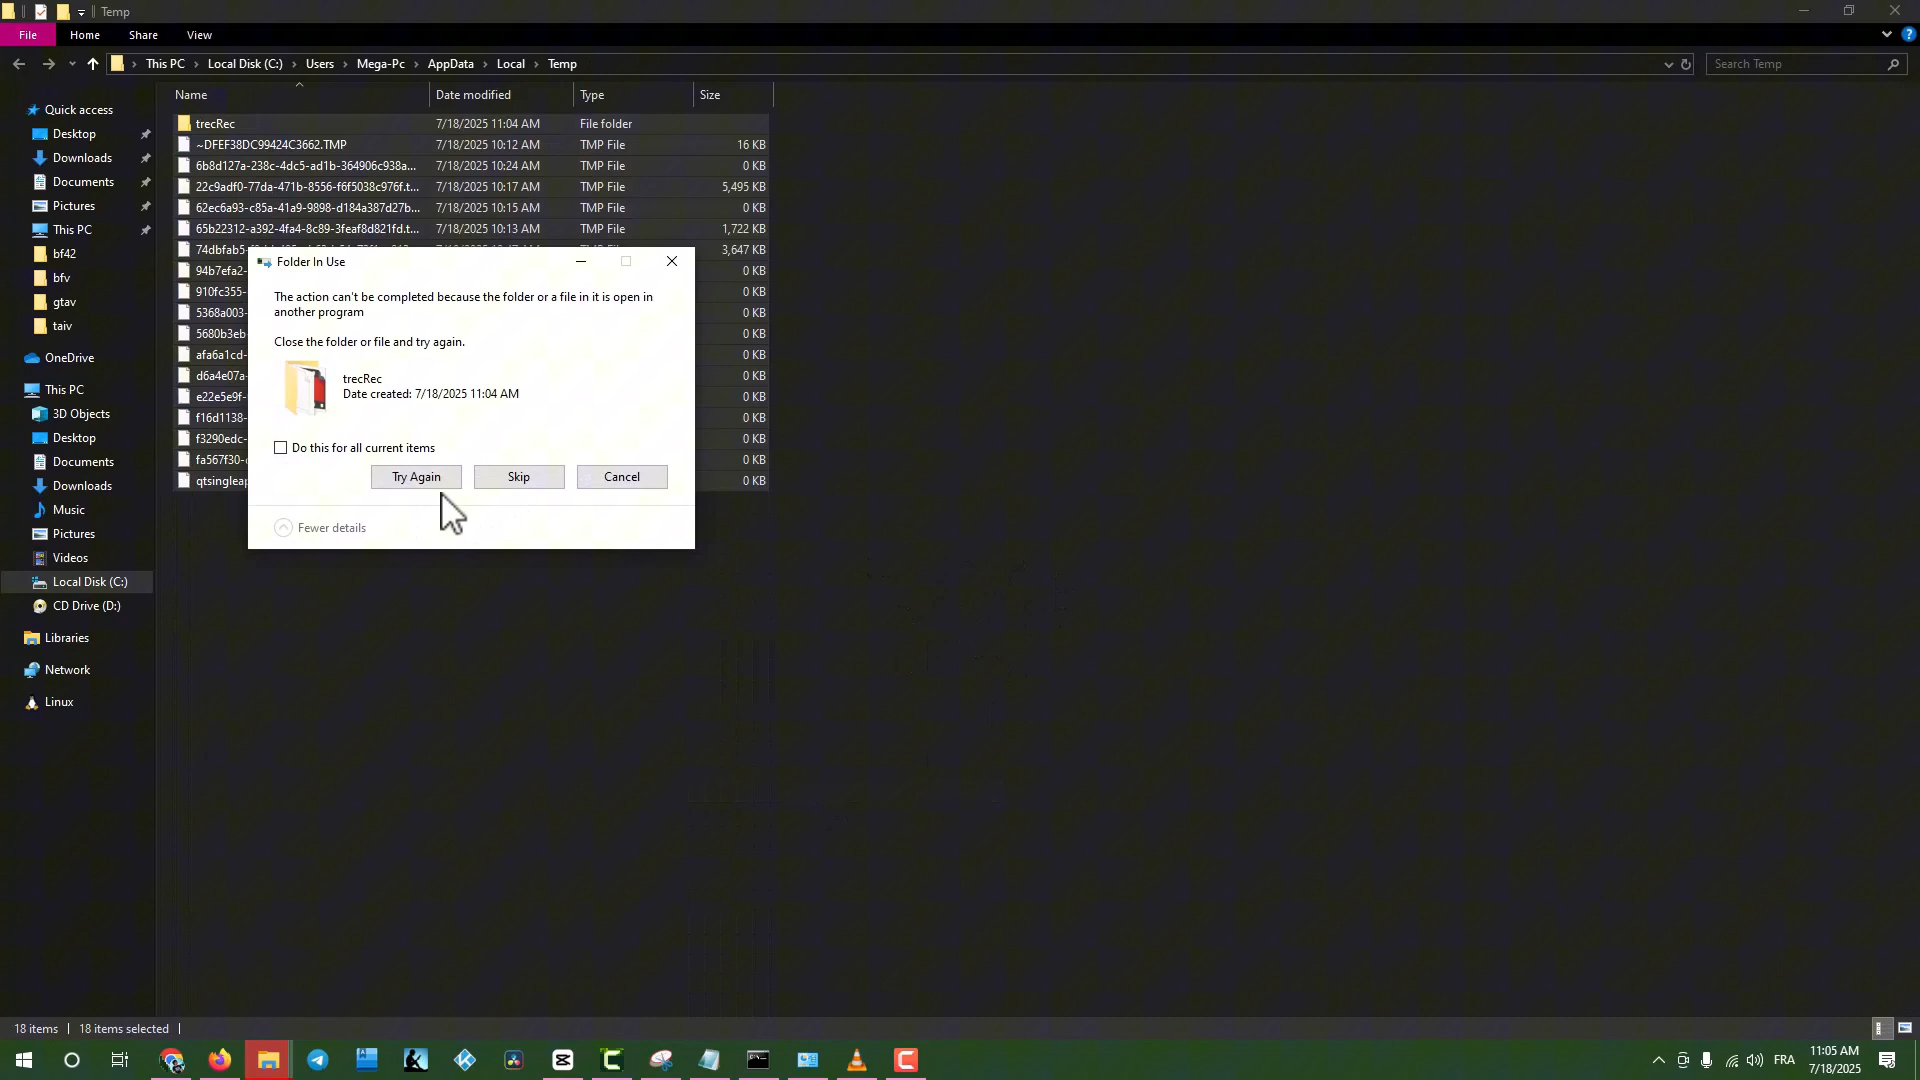 Temp
File Home Share View
This PC Local Disk (C:) Users Mega-Pc AppData Local Temp
Search Temp
Name Date modified Type Size
Quick access
Desktop
Downloads
Documents
Pictures
This PC
bf42
bfv
gtav
taiv
OneDrive
This PC
3D Objects
Desktop
Documents
Downloads
Music
Pictures
Videos
Local Disk (C:)
CD Drive (D:)
Libraries
Network
Linux
trecRec 7/18/2025 11:04 AM File folder
~DFEF38DC99424C3662.TMP 7/18/2025 10:12 AM TMP File 16 KB
6b8d127a-238c-4dc5-ad1b-364906c938a... 7/18/2025 10:24 AM TMP File 0 KB
22c9adf0-77da-471b-8556-f6f5038c976f.t... 7/18/2025 10:17 AM TMP File 5,495 KB
62ec6a93-c85a-41a9-9898-d184a387d27b... 7/18/2025 10:15 AM TMP File 0 KB
65b22312-a392-4fa4-8c89-3feaf8d821fd.t... 7/18/2025 10:13 AM TMP File 1,722 KB
74dbfab5- 3,647 KB
94b7efa2- 0 KB
910fc355- 0 KB
5368a003- 0 KB
5680b3eb- 0 KB
afa6a1cd- 0 KB
d6a4e07a- 0 KB
e22e5e9f- 0 KB
f16d1138- 0 KB
f3290edc- 0 KB
fa567f30- 0 KB
qtsingleap 0 KB
Folder In Use
The action can't be completed because the folder or a file in it is open in
another program
Close the folder or file and try again.
trecRec
Date created: 7/18/2025 11:04 AM
Do this for all current items
Try Again Skip Cancel
Fewer details
18 items 18 items selected
FRA
11:05 AM
7/18/2025